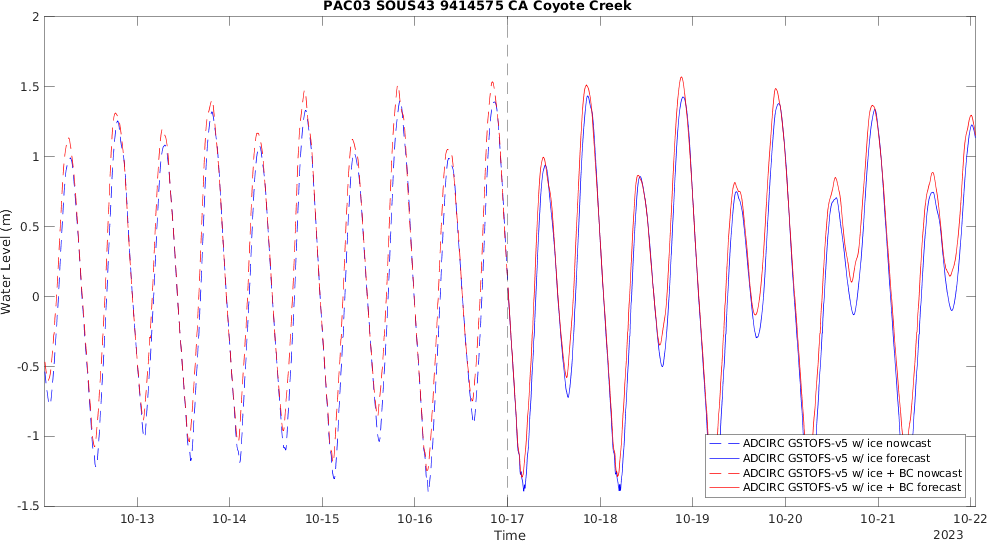 PAC03 SOUS43 9414575 CA Coyote Creek
2
1.5
1
0.5
0
-0.5
-1
-1.5
Water Level (m)
10-13 10-14 10-15 10-16 10-17 10-18 10-19 10-20 10-21 10-22
Time
2023
ADCIRC GSTOFS-v5 w/ ice nowcast
ADCIRC GSTOFS-v5 w/ ice forecast
ADCIRC GSTOFS-v5 w/ ice + BC nowcast
ADCIRC GSTOFS-v5 w/ ice + BC forecast